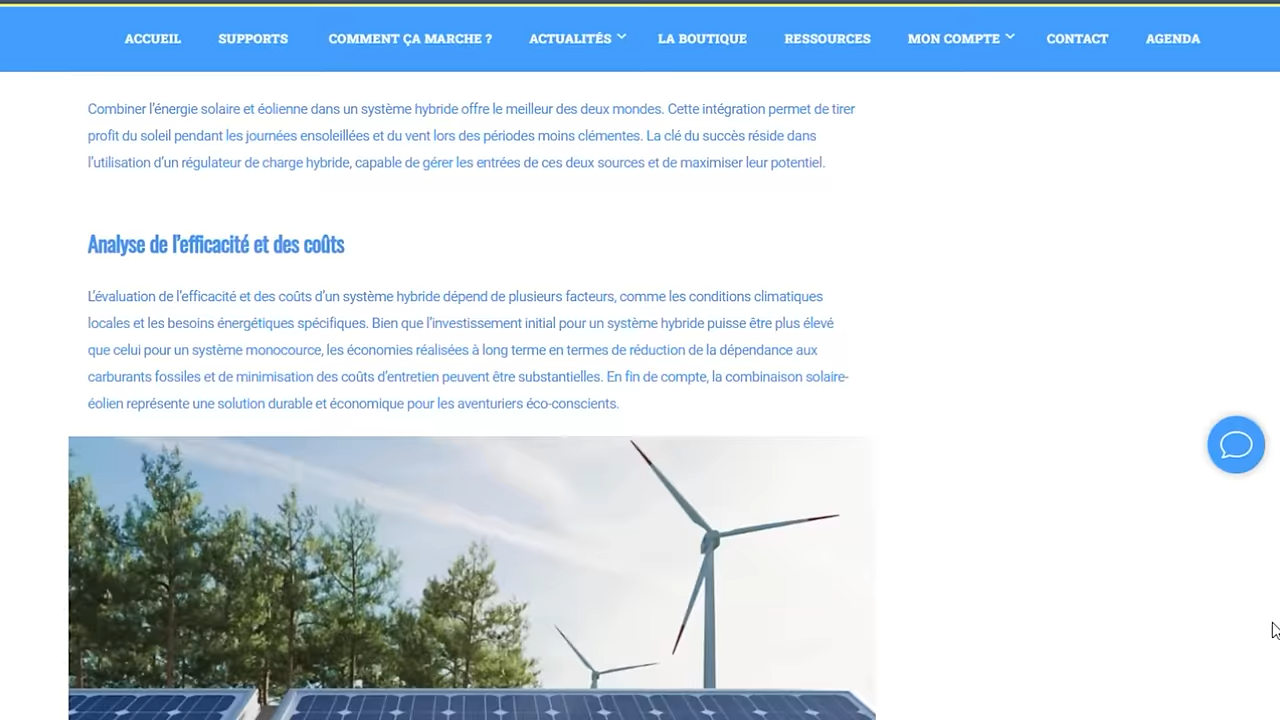 ACCUEIL SUPPORTS COMMENT ÇA MARCHE ? ACTUALITÉS LA BOUTIQUE RESSOURCES MON COMPTE CONTACT AGENDA
Combiner l’énergie solaire et éolienne dans un système hybride offre le meilleur des deux mondes. Cette intégration permet de tirer
profit du soleil pendant les journées ensoleillées et du vent lors des périodes moins clémentes. La clé du succès réside dans
l’utilisation d’un régulateur de charge hybride, capable de gérer les entrées de ces deux sources et de maximiser leur potentiel.
Analyse de l’efficacité et des coûts
L’évaluation de l’efficacité et des coûts d’un système hybride dépend de plusieurs facteurs, comme les conditions climatiques
locales et les besoins énergétiques spécifiques. Bien que l’investissement initial pour un système hybride puisse être plus élevé
que celui pour un système monocource, les économies réalisées à long terme en termes de réduction de la dépendance aux
carburants fossiles et de minimisation des coûts d’entretien peuvent être substantielles. En fin de compte, la combinaison solaire-
éolien représente une solution durable et économique pour les aventuriers éco-conscients.